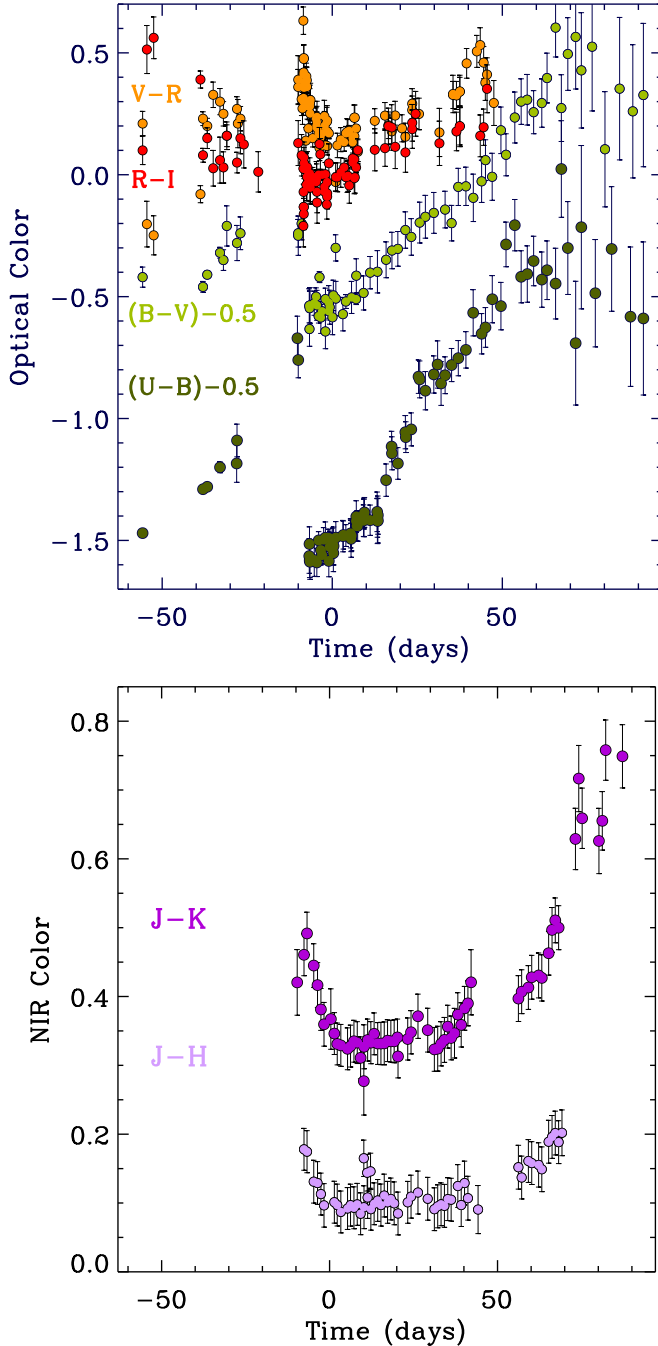 0.5
V−R
0.0
R−I
Optical Color
−0.5
(B−V)−0.5
(U−B)−0.5
−1.0
−1.5
−50
0
50
Time (days)
0.8
0.6
J−K
NIR Color
0.4
J−H
0.2
0.0
−50
0
50
Time (days)